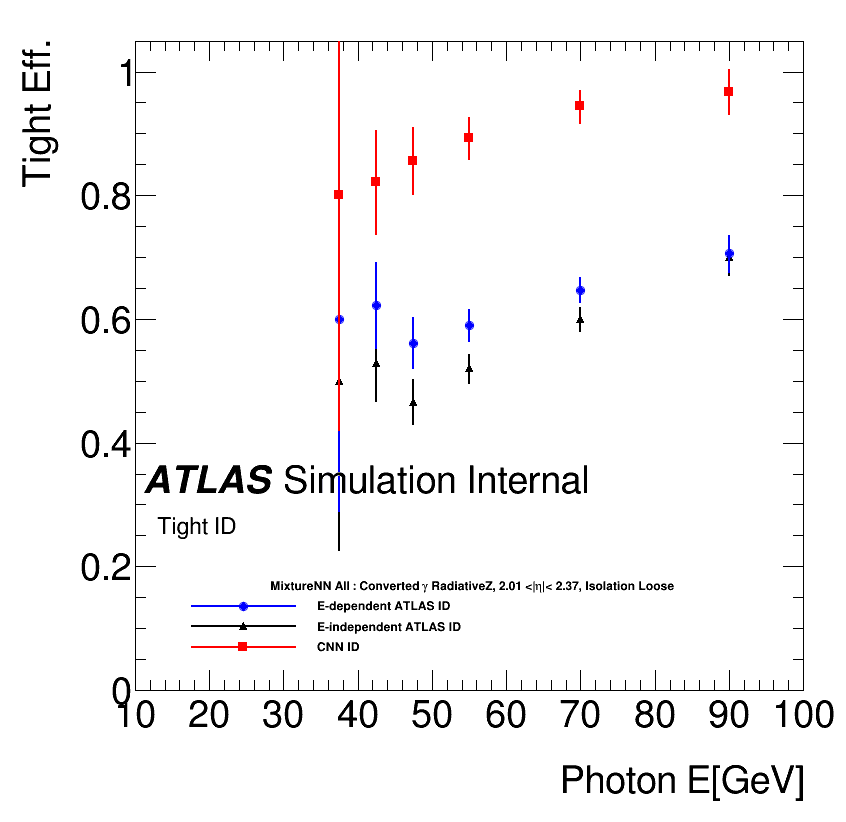 Tight Eff.
1
0.8
0.6
0.4
0.2
0
ATLAS Simulation Internal
Tight ID
MixtureNN All : Converted γ RadiativeZ, 2.01 <|η|< 2.37, Isolation Loose
E-dependent ATLAS ID
E-independent ATLAS ID
CNN ID
10 20 30 40 50 60 70 80 90 100
Photon E[GeV]